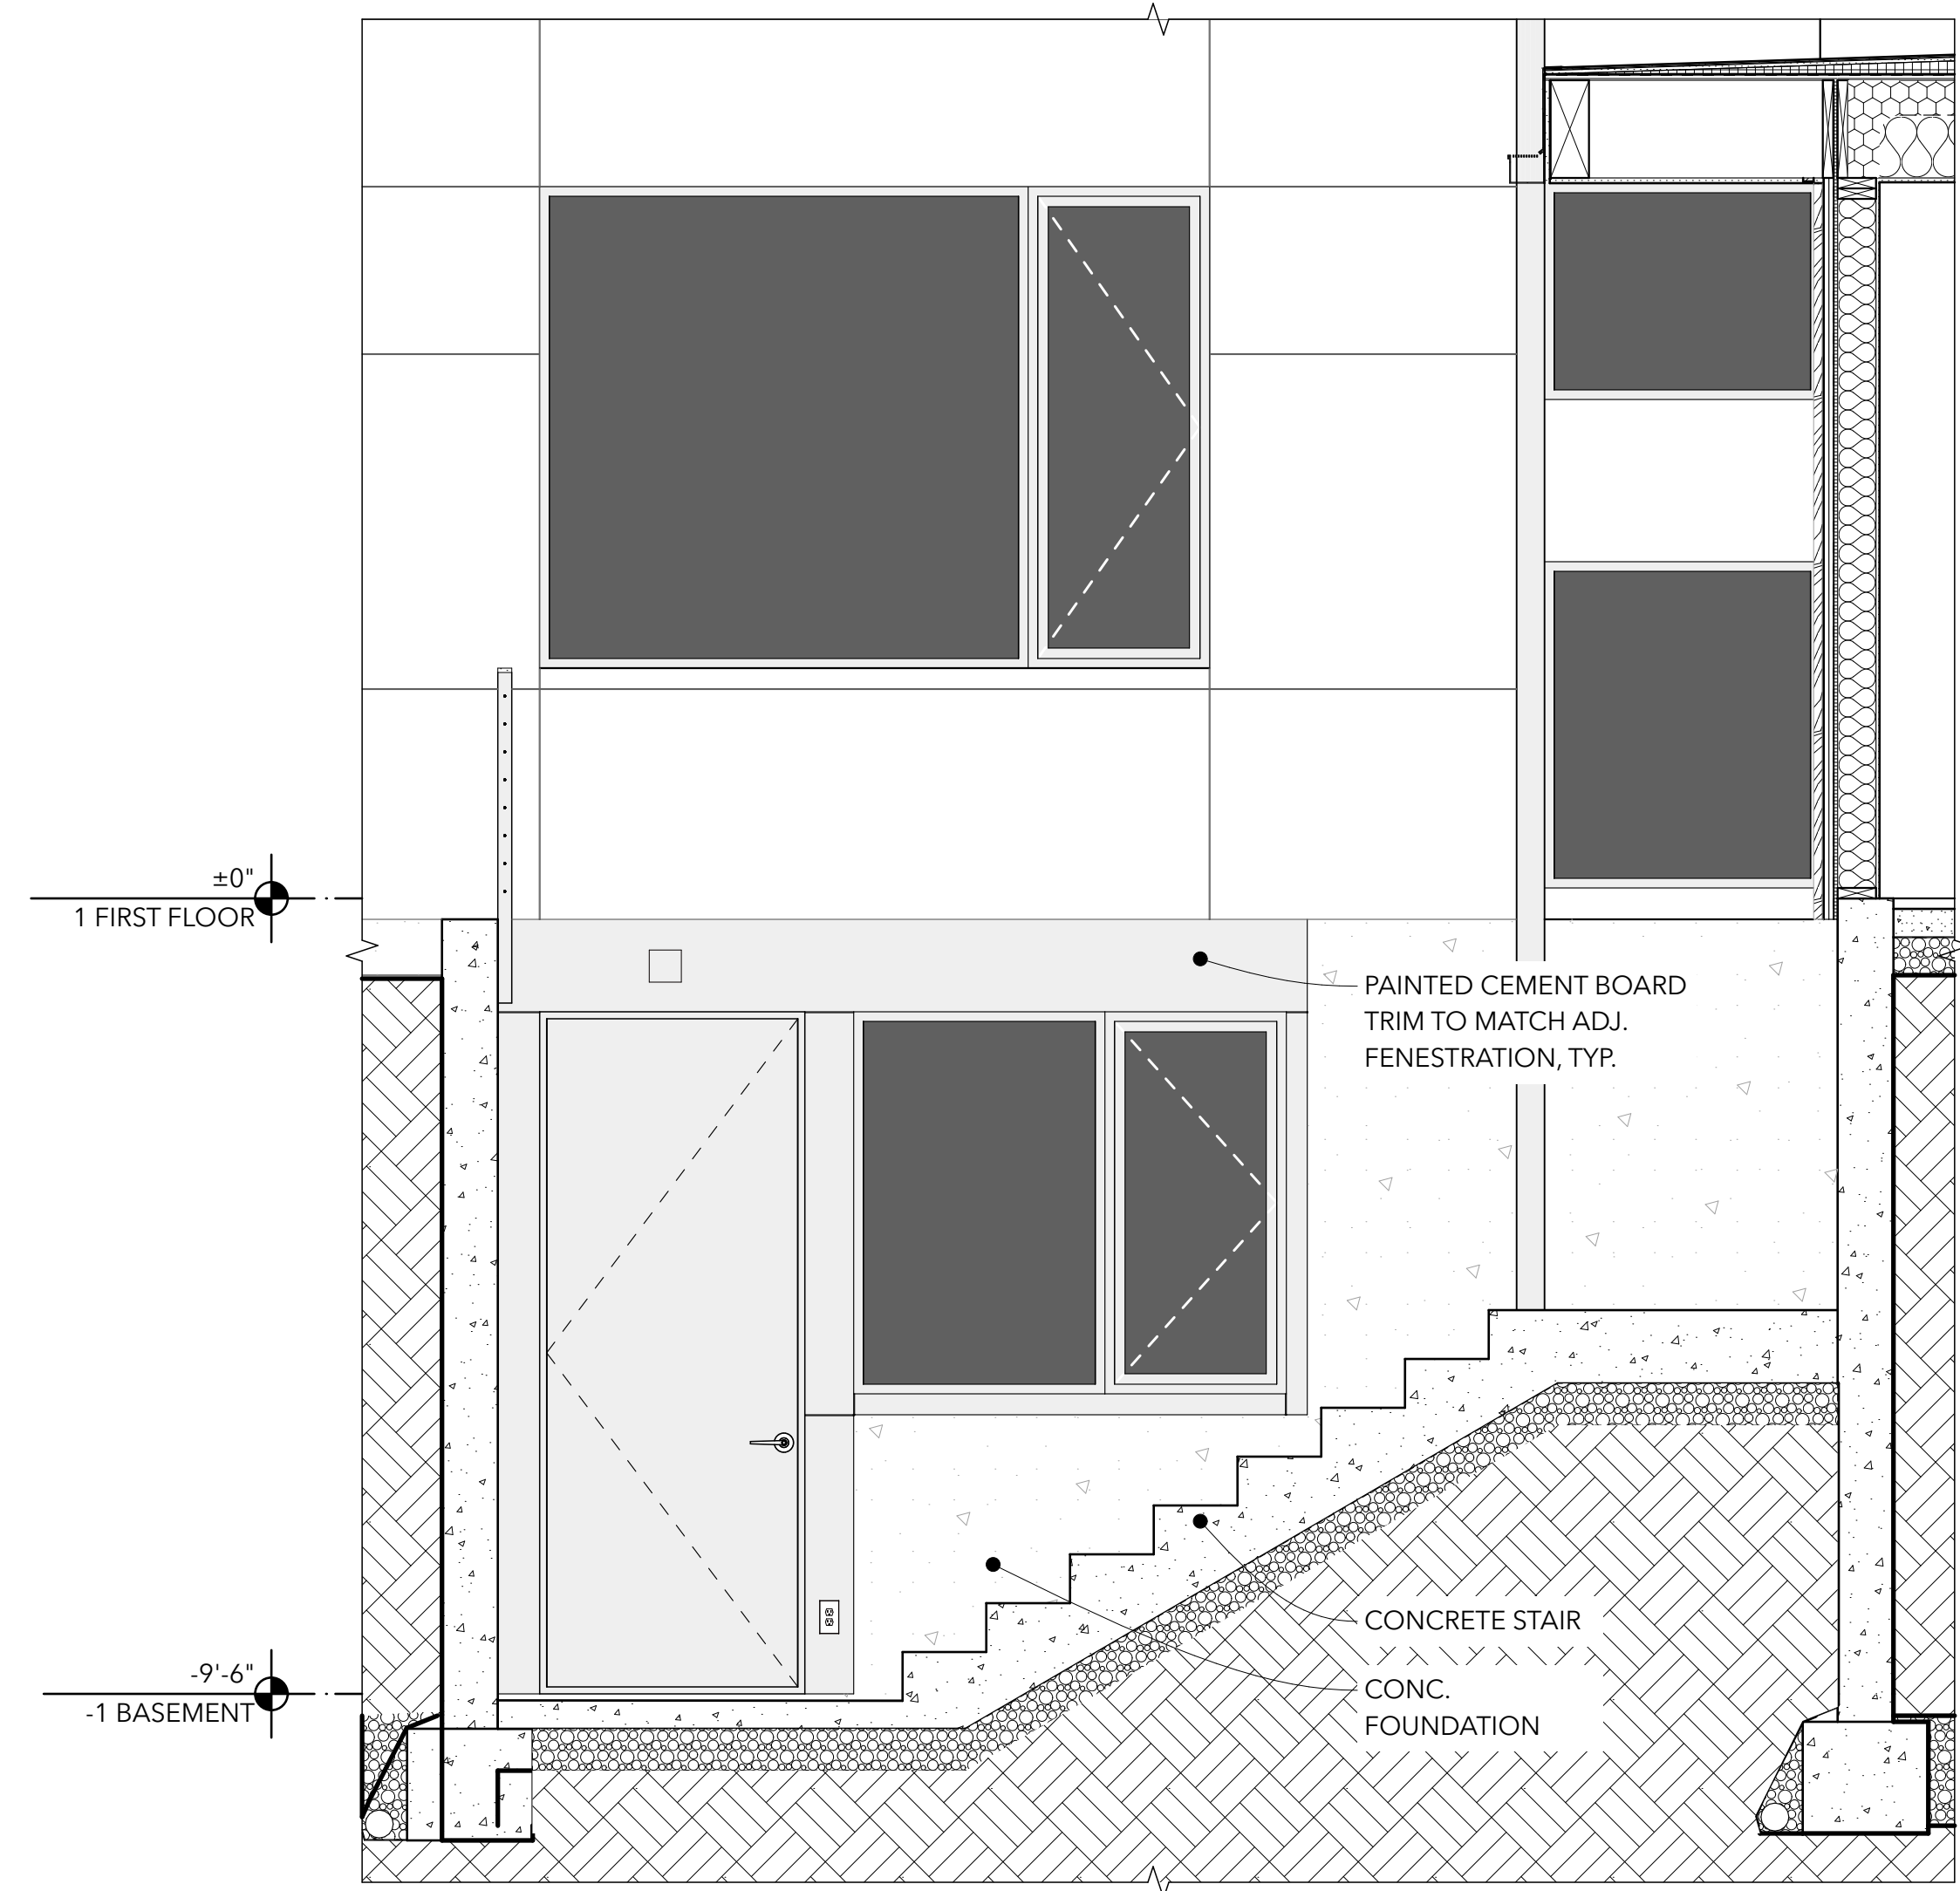 ±0"
1 FIRST FLOOR
PAINTED CEMENT BOARD
TRIM TO MATCH ADJ.
FENESTRATION, TYP.
CONCRETE STAIR
-9'-6"
-1 BASEMENT
CONC.
FOUNDATION